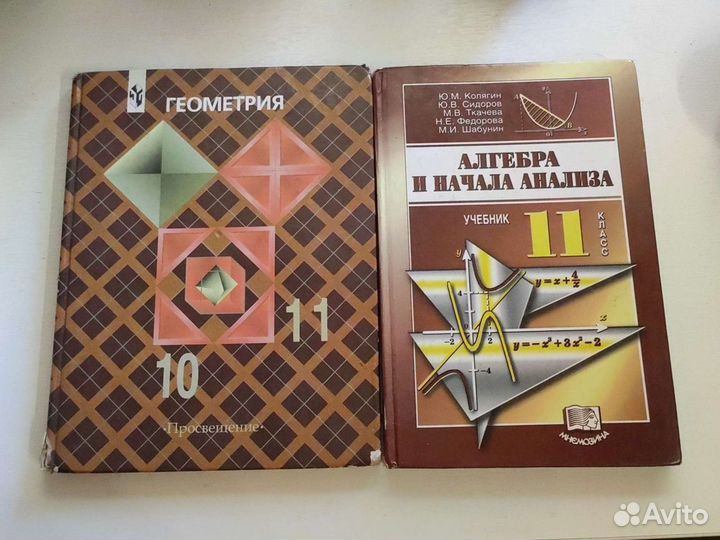 ГЕОМЕТРИЯ
10
11
·Просвещение·
Ю.М. Колягин
Ю.В. Сидоров
М.В. Ткачева
Н.Е. Федорова
М.И. Шабунин
АЛГЕБРА
И НАЧАЛА АНАЛИЗА
УЧЕБНИК
11
КЛАСС
y = x + 4/x
y = -x³ + 3x² - 2
МНЕМОЗИНА
Avito